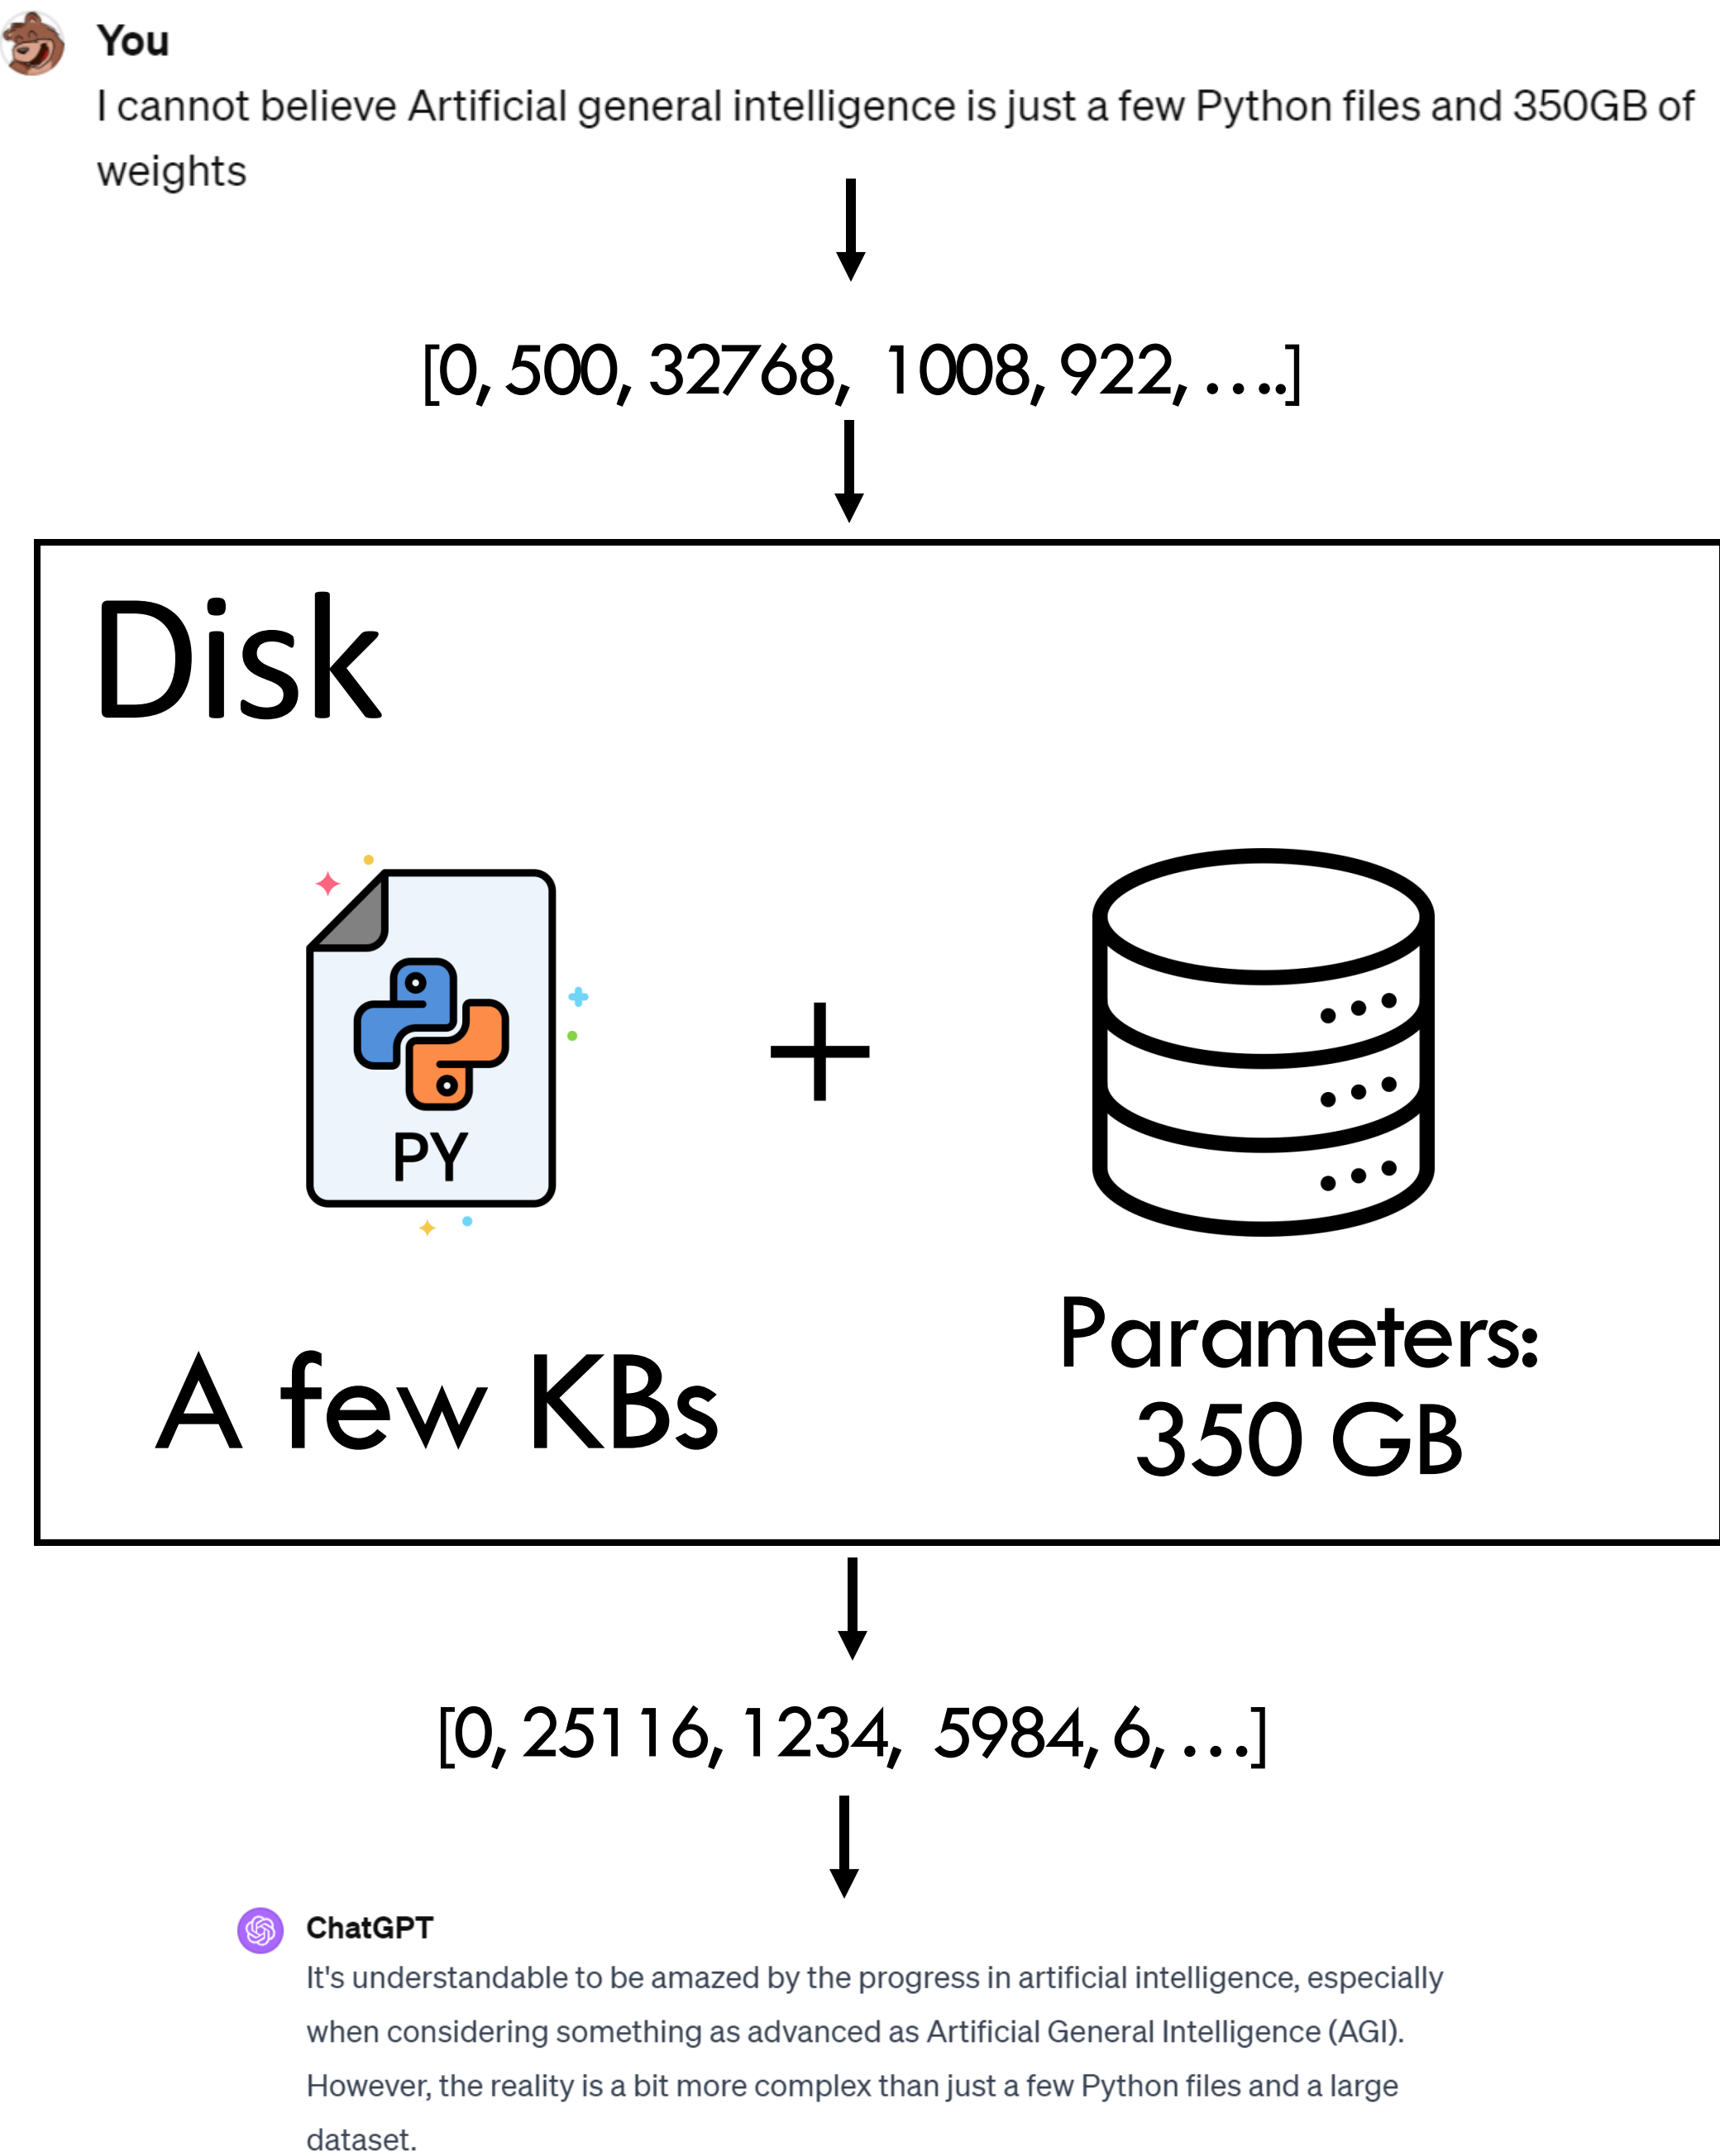 You
I cannot believe Artificial general intelligence is just a few Python files and 350GB of
weights
[0, 500, 32768, 1008, 922, . . ..]
Disk
PY
+
A few KBs
Parameters:
350 GB
[0, 25116, 1234, 5984, 6, . . .]
ChatGPT
It's understandable to be amazed by the progress in artificial intelligence, especially
when considering something as advanced as Artificial General Intelligence (AGI).
However, the reality is a bit more complex than just a few Python files and a large
dataset.